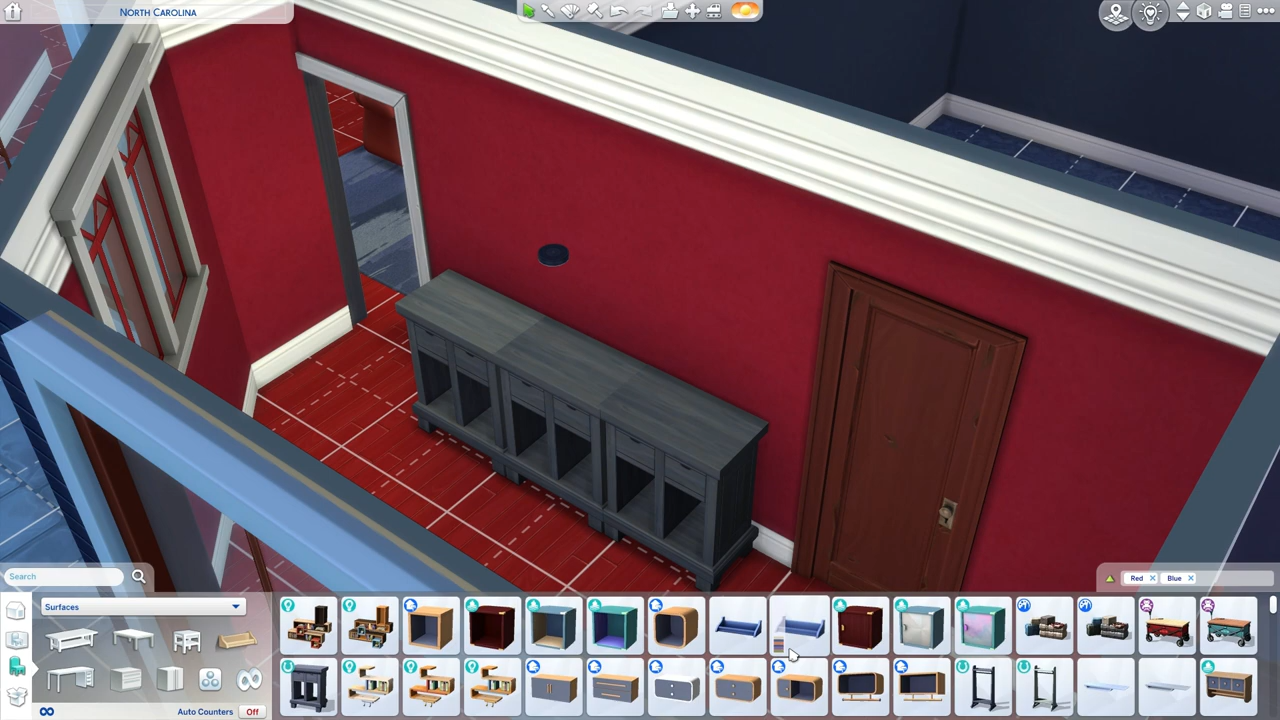 North Carolina
Red
Blue
Search
Surfaces
Auto Counters Off